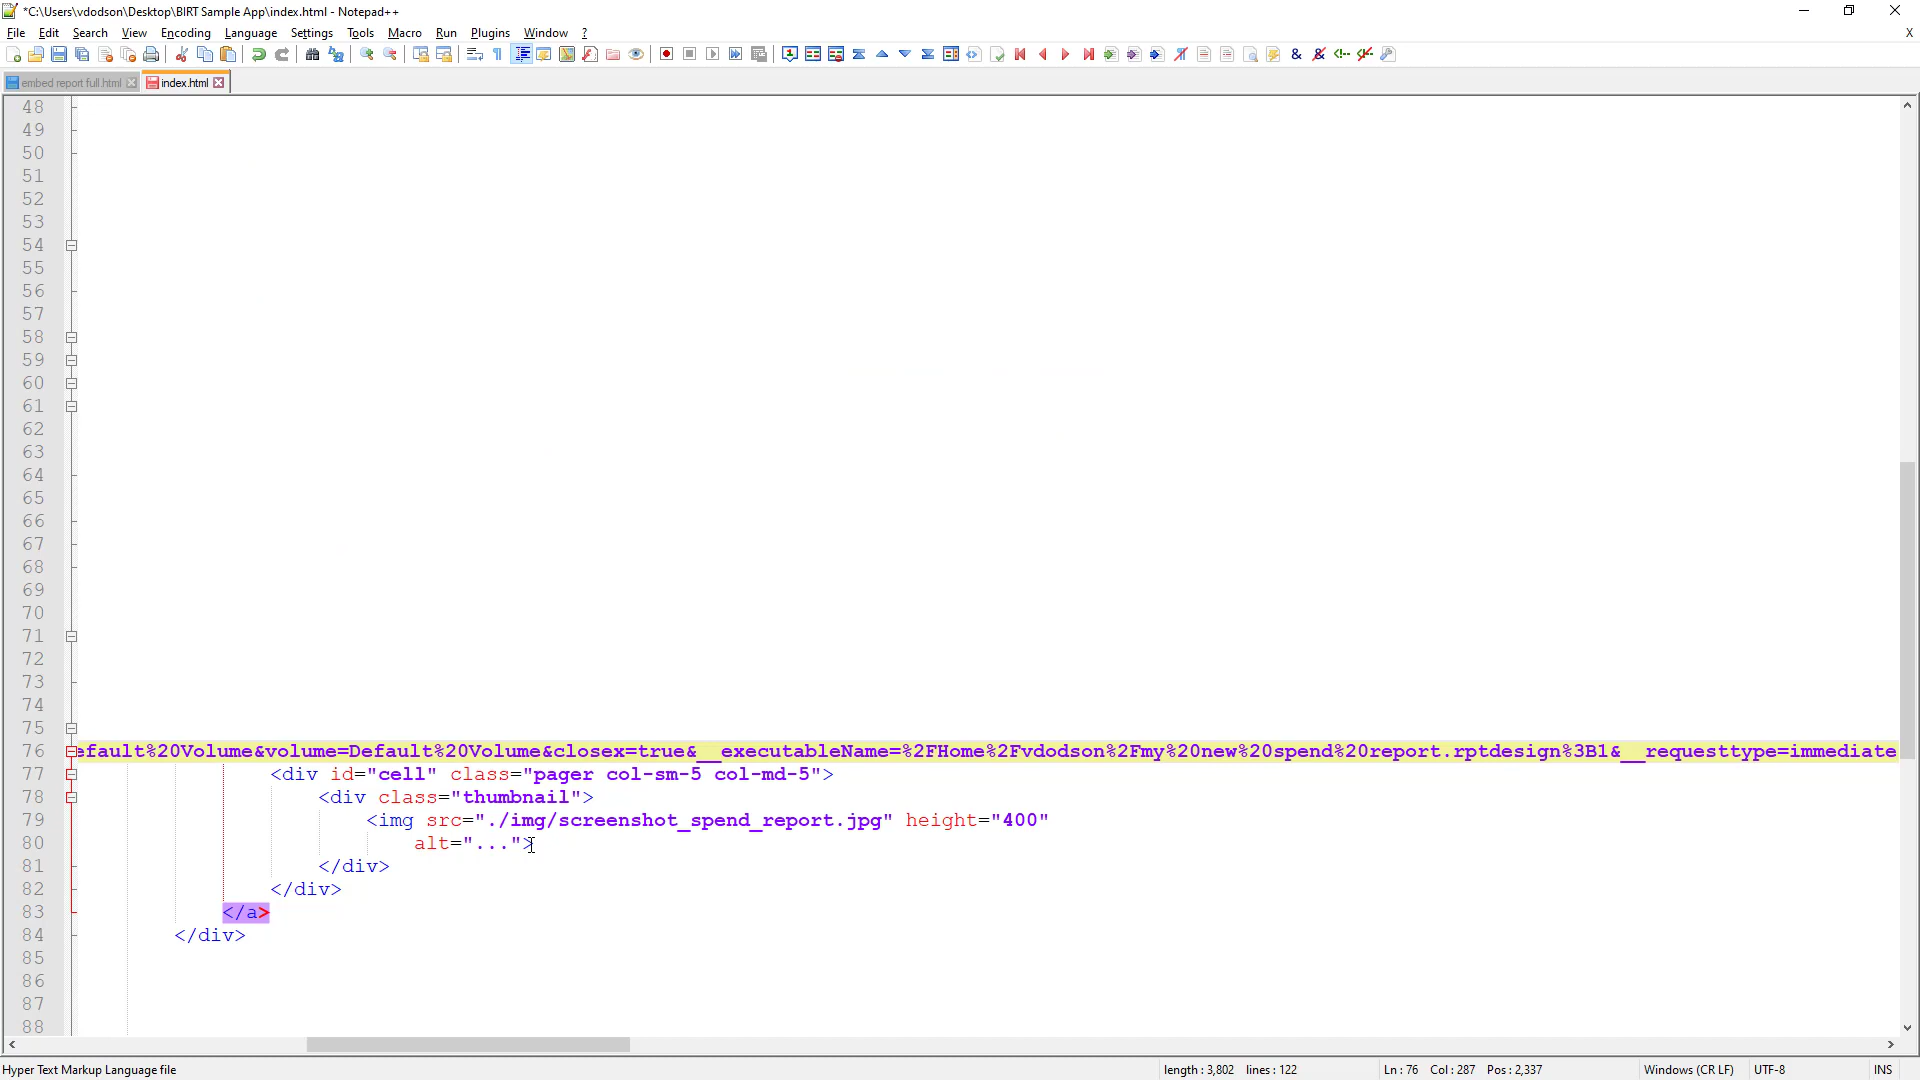 *C:\Users\vdodson\Desktop\BIRT Sample App\index.html - Notepad++
File Edit Search View Encoding Language Settings Tools Macro Run Plugins Window ? X
embed report full.html index.html
48
49
50
51
52
53
54
55
56
57
58
59
60
61
62
63
64
65
66
67
68
69
70
71
72
73
74
75
76 efault%20Volume&volume=Default%20Volume&closex=true&__executableName=%2FHome%2Fvdodson%2Fmy%20new%20spend%20report.rptdesign%3B1&__requesttype=immediate
77 <div id="cell" class="pager col-sm-5 col-md-5">
78 <div class="thumbnail">
79 <img src="./img/screenshot_spend_report.jpg" height="400"
80 alt="...">
81 </div>
82 </div>
83 </a>
84 </div>
85
86
87
88
Hyper Text Markup Language file length : 3,802 lines : 122 Ln : 76 Col : 287 Pos : 2,337 Windows (CR LF) UTF-8 INS